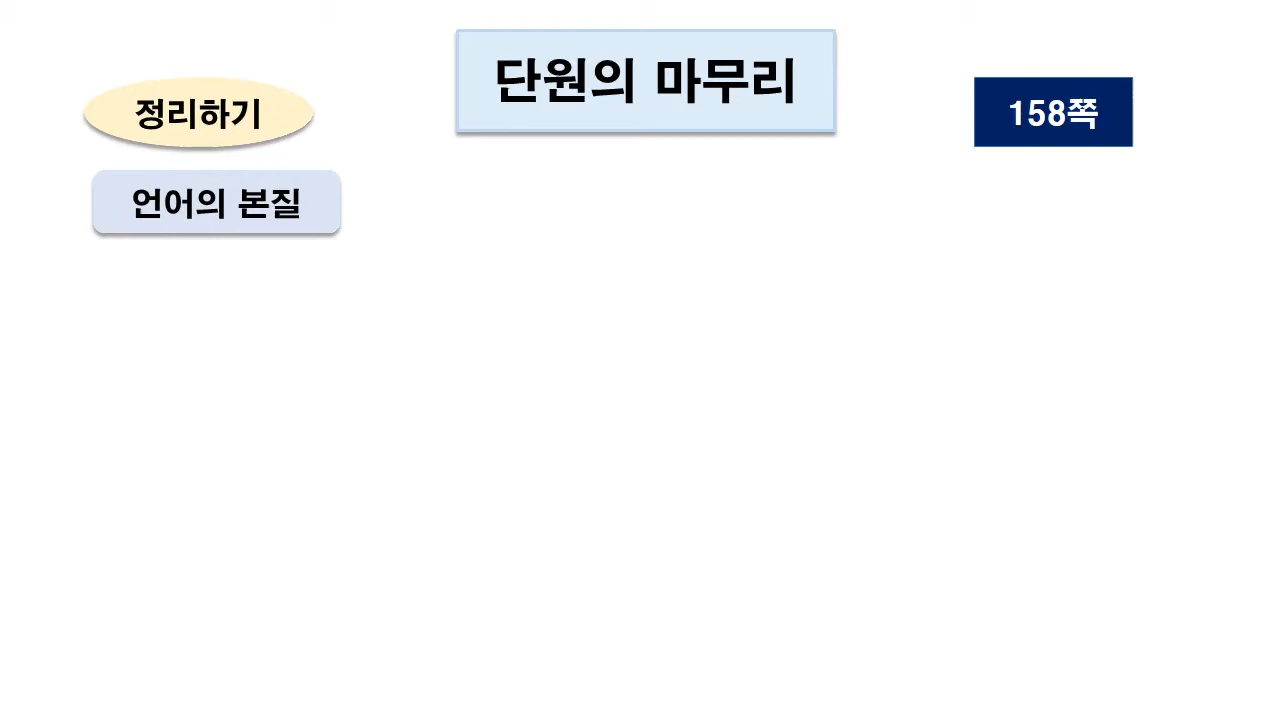 단원의 마무리
정리하기
158쪽
언어의 본질